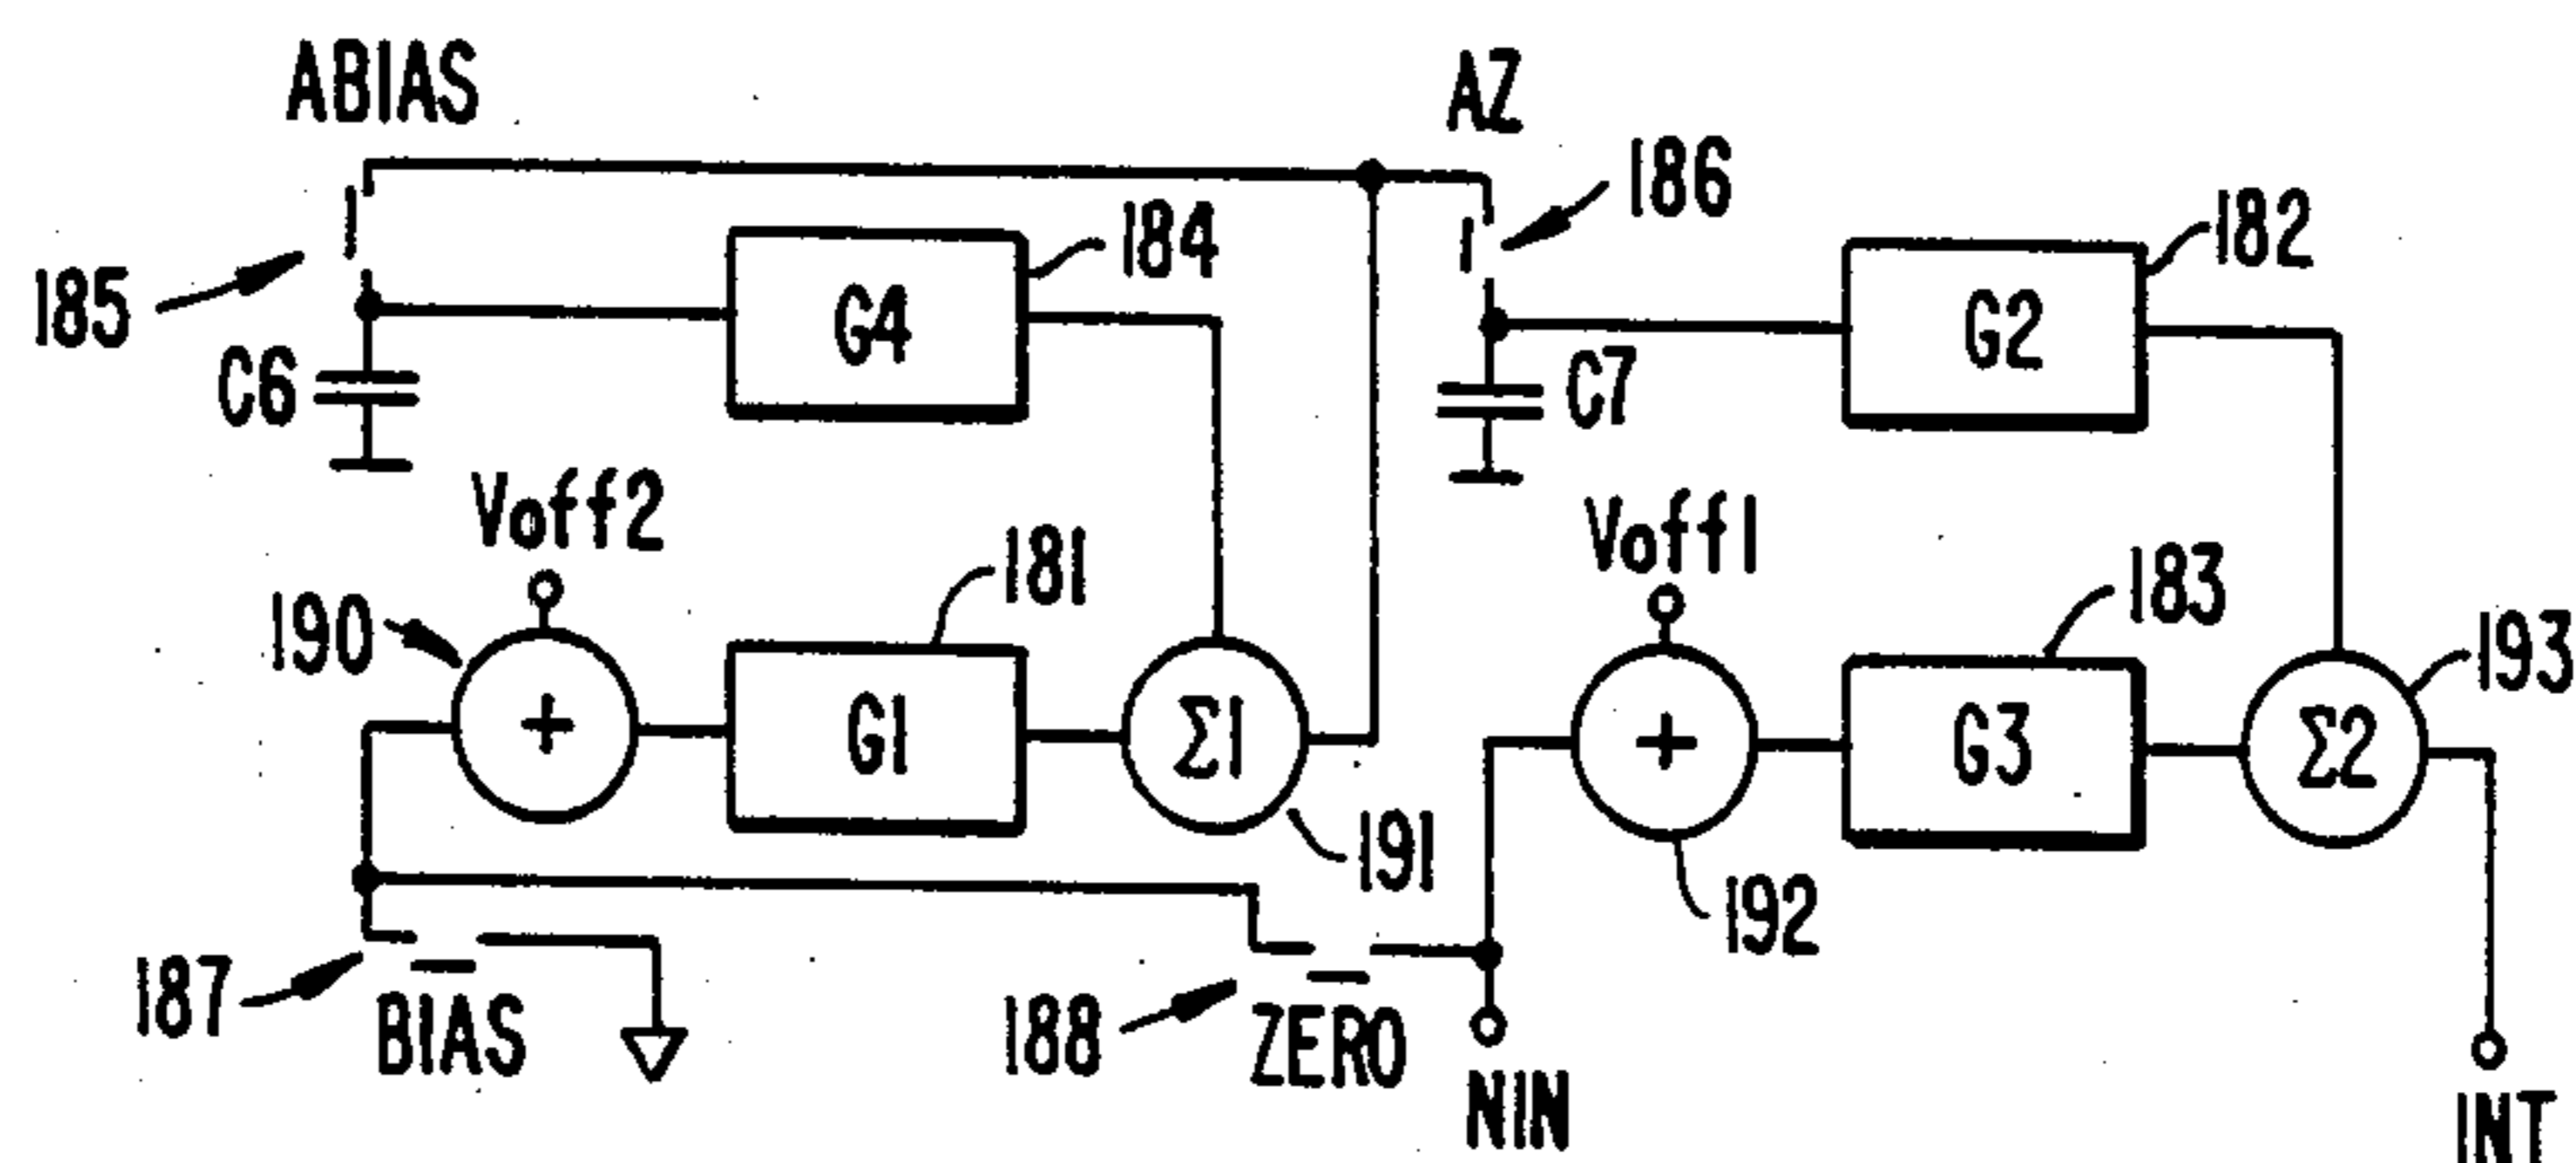 ABIAS
AZ
186
184
182
185
G4
G2
C6
C7
Voff2
181
Voff1
183
190
193
+
G1
Σ1
+
G3
Σ2
191
192
187
BIAS
188
ZERO
NIN
INT